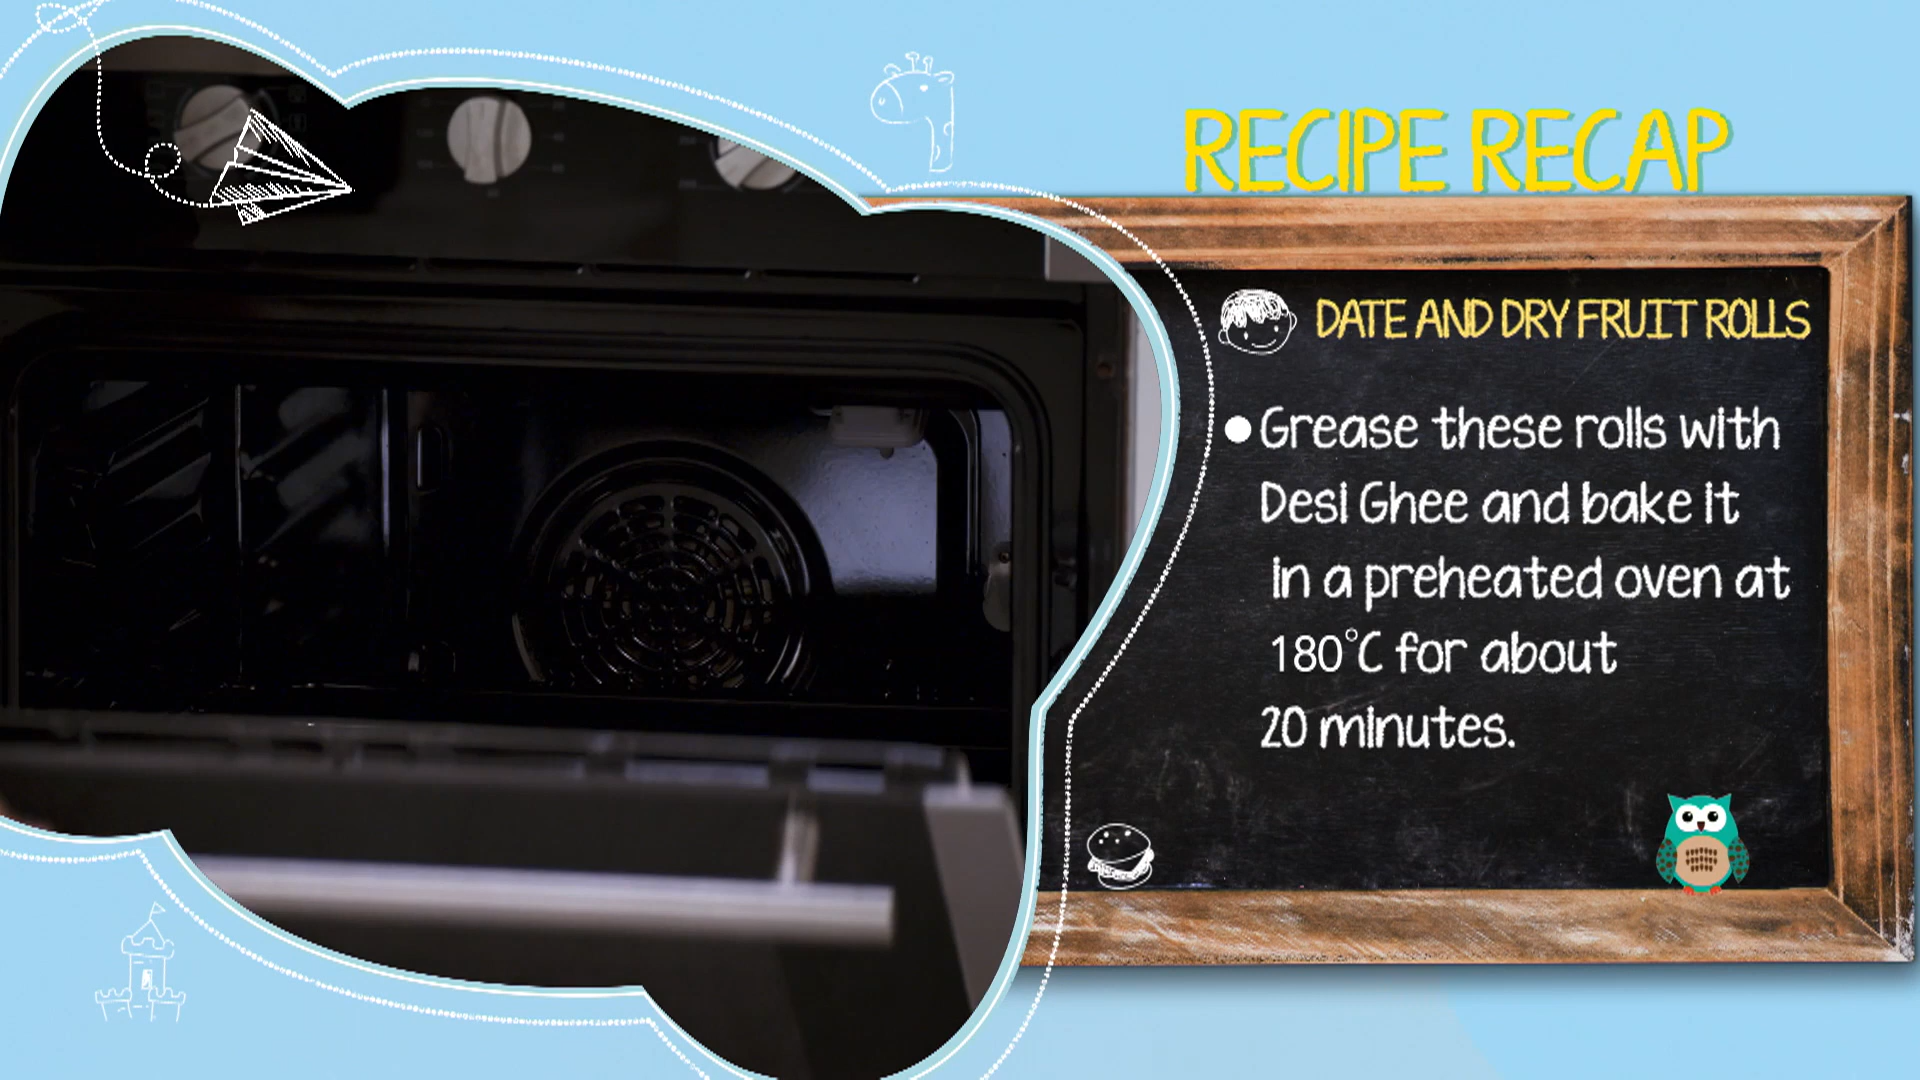 RECIPE RECAP
DATE AND DRY FRUIT ROLLS
●Grease these rolls with
Desi Ghee and bake it
in a preheated oven at
180°C for about
20 minutes.